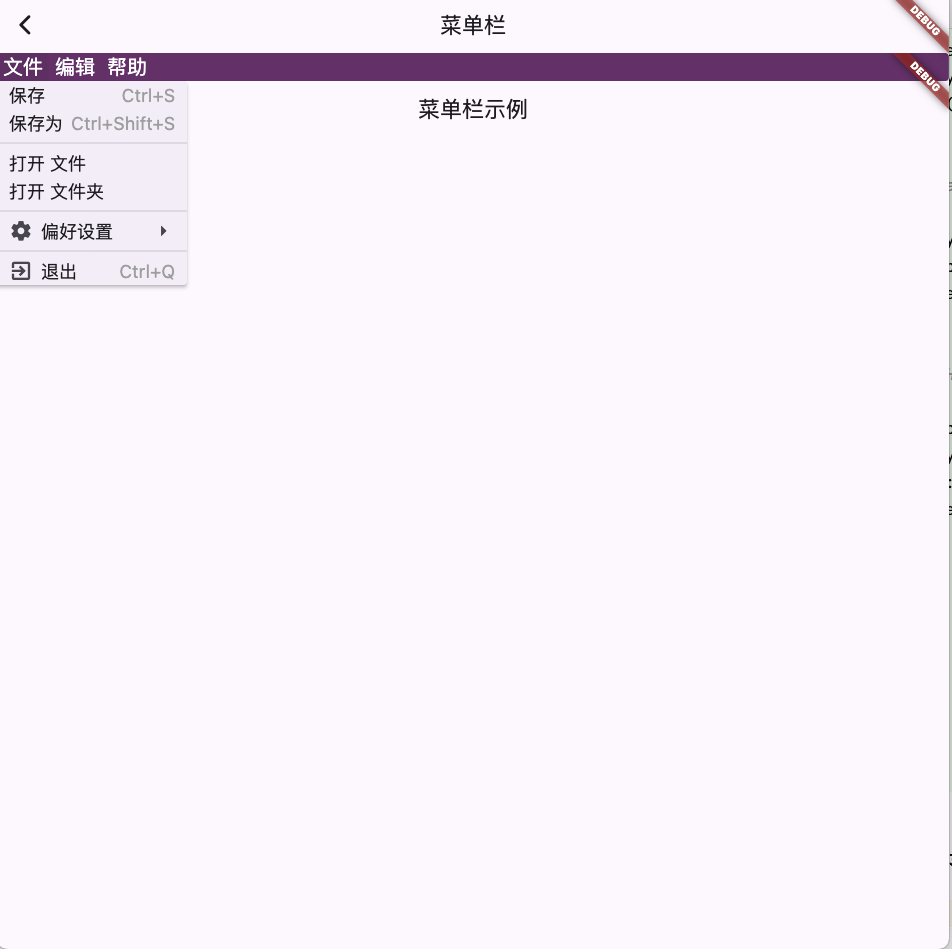 菜单栏
DEBUG
文件 编辑 帮助
DEBUG
保存 Ctrl+S
菜单栏示例
保存为 Ctrl+Shift+S
打开 文件
打开 文件夹
偏好设置
退出 Ctrl+Q